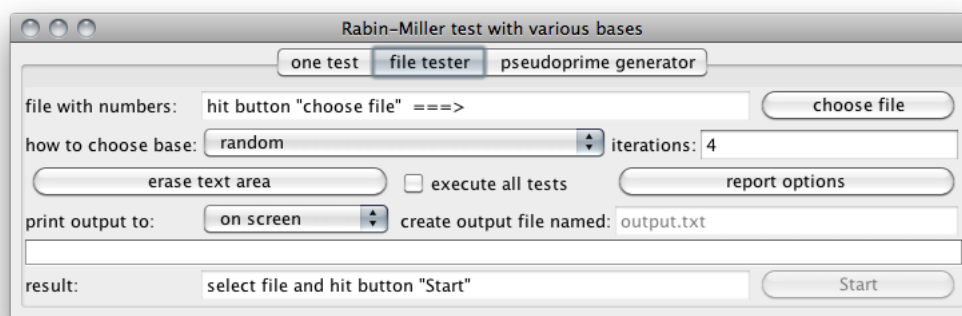 Rabin-Miller test with various bases
one test file tester pseudoprime generator
file with numbers: hit button "choose file" ===> choose file
how to choose base: random iterations: 4
erase text area execute all tests report options
print output to: on screen create output file named: output.txt
result: select file and hit button "Start" Start